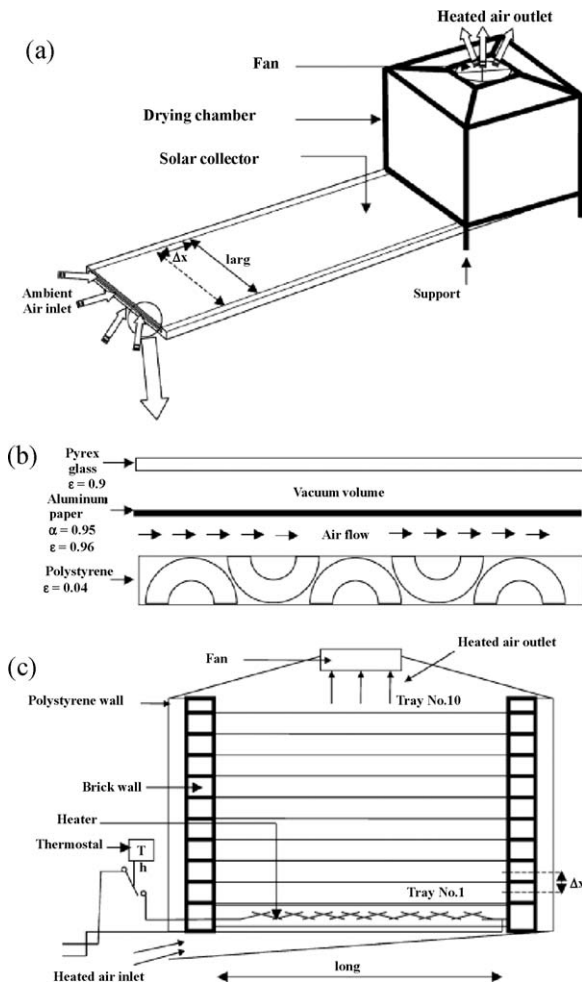 (a)
Heated air outlet
Fan
Drying chamber
Solar collector
Δx
larg
Ambient
Air inlet
Support
(b)
Pyrex
glass
ε = 0.9
Vacuum volume
Aluminum
paper
α = 0.95
ε = 0.96
Air flow
Polystyrene
ε = 0.04
(c)
Heated air outlet
Fan
Tray No.10
Polystyrene wall
Brick wall
Heater
Thermostal
T
h
Tray No.1
Δx
Heated air inlet
long